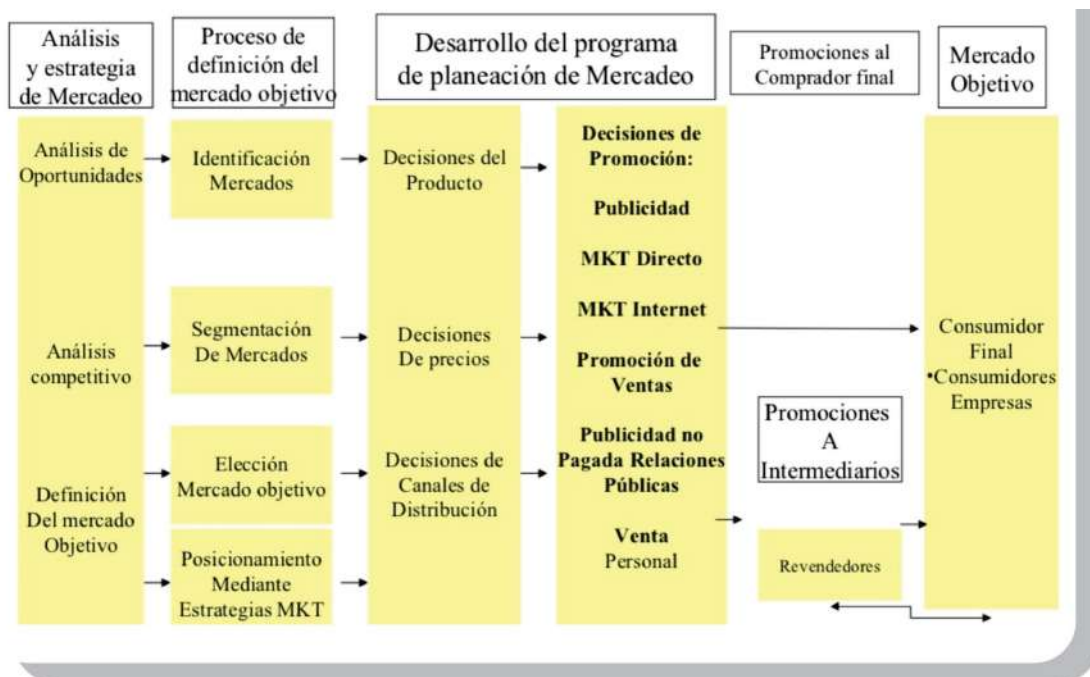 Análisis
y estrategia
de Mercadeo
Proceso de
definición del
mercado objetivo
Desarrollo del programa
de planeación de Mercadeo
Promociones al
Comprador final
Mercado
Objetivo
Análisis de
Oportunidades
Análisis
competitivo
Definición
Del mercado
Objetivo
Identificación
Mercados
Segmentación
De Mercados
Elección
Mercado objetivo
Posicionamiento
Mediante
Estrategias MKT
Decisiones del
Producto
Decisiones
De precios
Decisiones de
Canales de
Distribución
Decisiones de
Promoción:
Publicidad
MKT Directo
MKT Internet
Promoción de
Ventas
Publicidad no
Pagada Relaciones
Públicas
Venta
Personal
Promociones
A
Intermediarios
Revendedores
Consumidor
Final
•Consumidores
Empresas